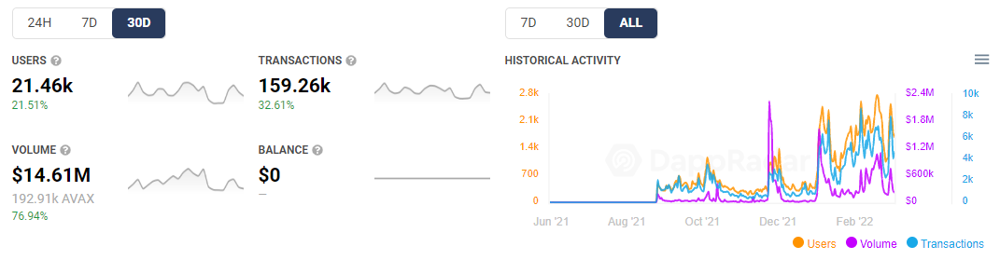 24H 7D 30D
USERS ?
21.46k
21.51%
TRANSACTIONS ?
159.26k
32.61%
VOLUME ?
$14.61M
192.91k AVAX
76.94%
BALANCE ?
$0
—
7D 30D ALL
HISTORICAL ACTIVITY
2.8k
2.1k
1.4k
700
0
DappRadar
$2.4M
$1.8M
$1.2M
$600k
$0
10k
8k
6k
4k
2k
0
Jun '21 Aug '21 Oct '21 Dec '21 Feb '22
Users Volume Transactions